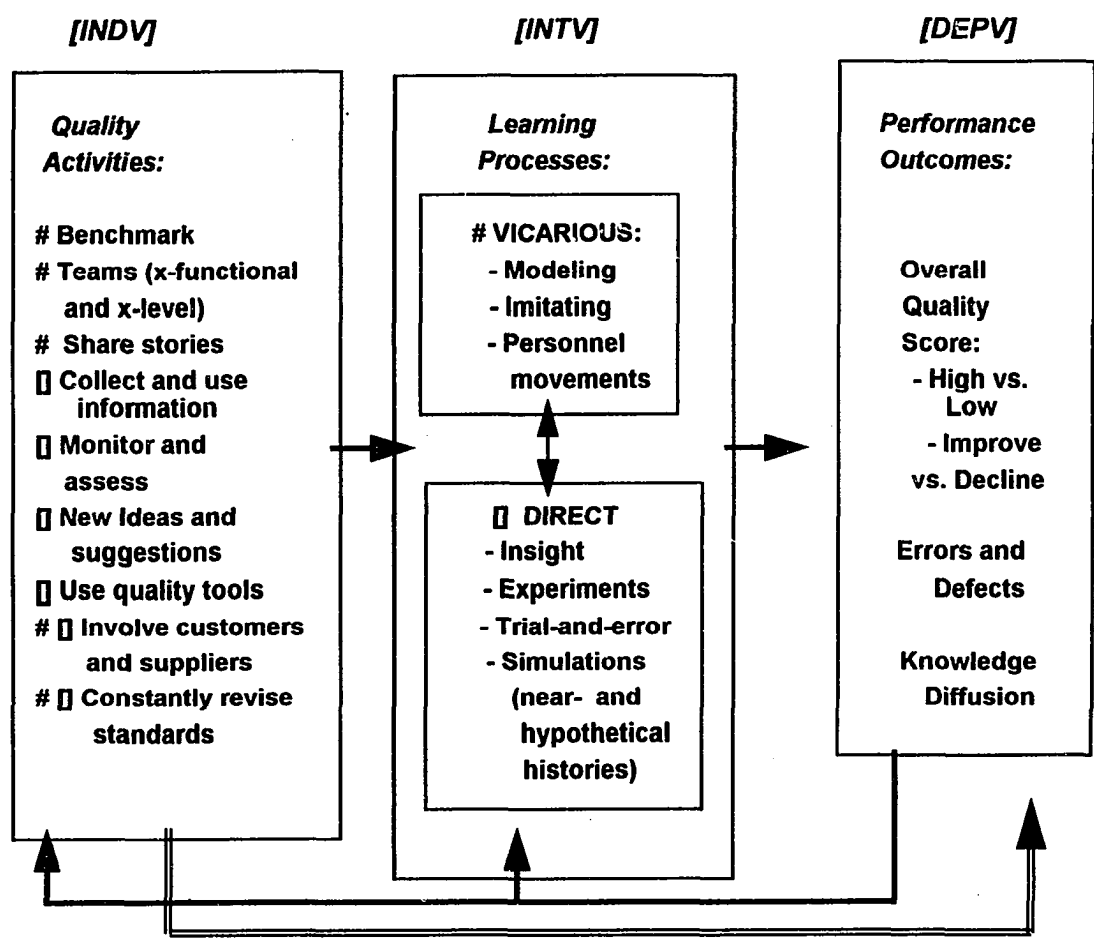 [INDV]
[INTV]
[DEPV]
Quality
Activities:
# Benchmark
# Teams (x-functional
and x-level)
# Share stories
[] Collect and use
information
[] Monitor and
assess
[] New Ideas and
suggestions
[] Use quality tools
# [] Involve customers
and suppliers
# [] Constantly revise
standards
Learning
Processes:
# VICARIOUS:
- Modeling
- Imitating
- Personnel
movements
[] DIRECT
- Insight
- Experiments
- Trial-and-error
- Simulations
(near- and
hypothetical
histories)
Performance
Outcomes:
Overall
Quality
Score:
- High vs.
Low
- Improve
vs. Decline
Errors and
Defects
Knowledge
Diffusion